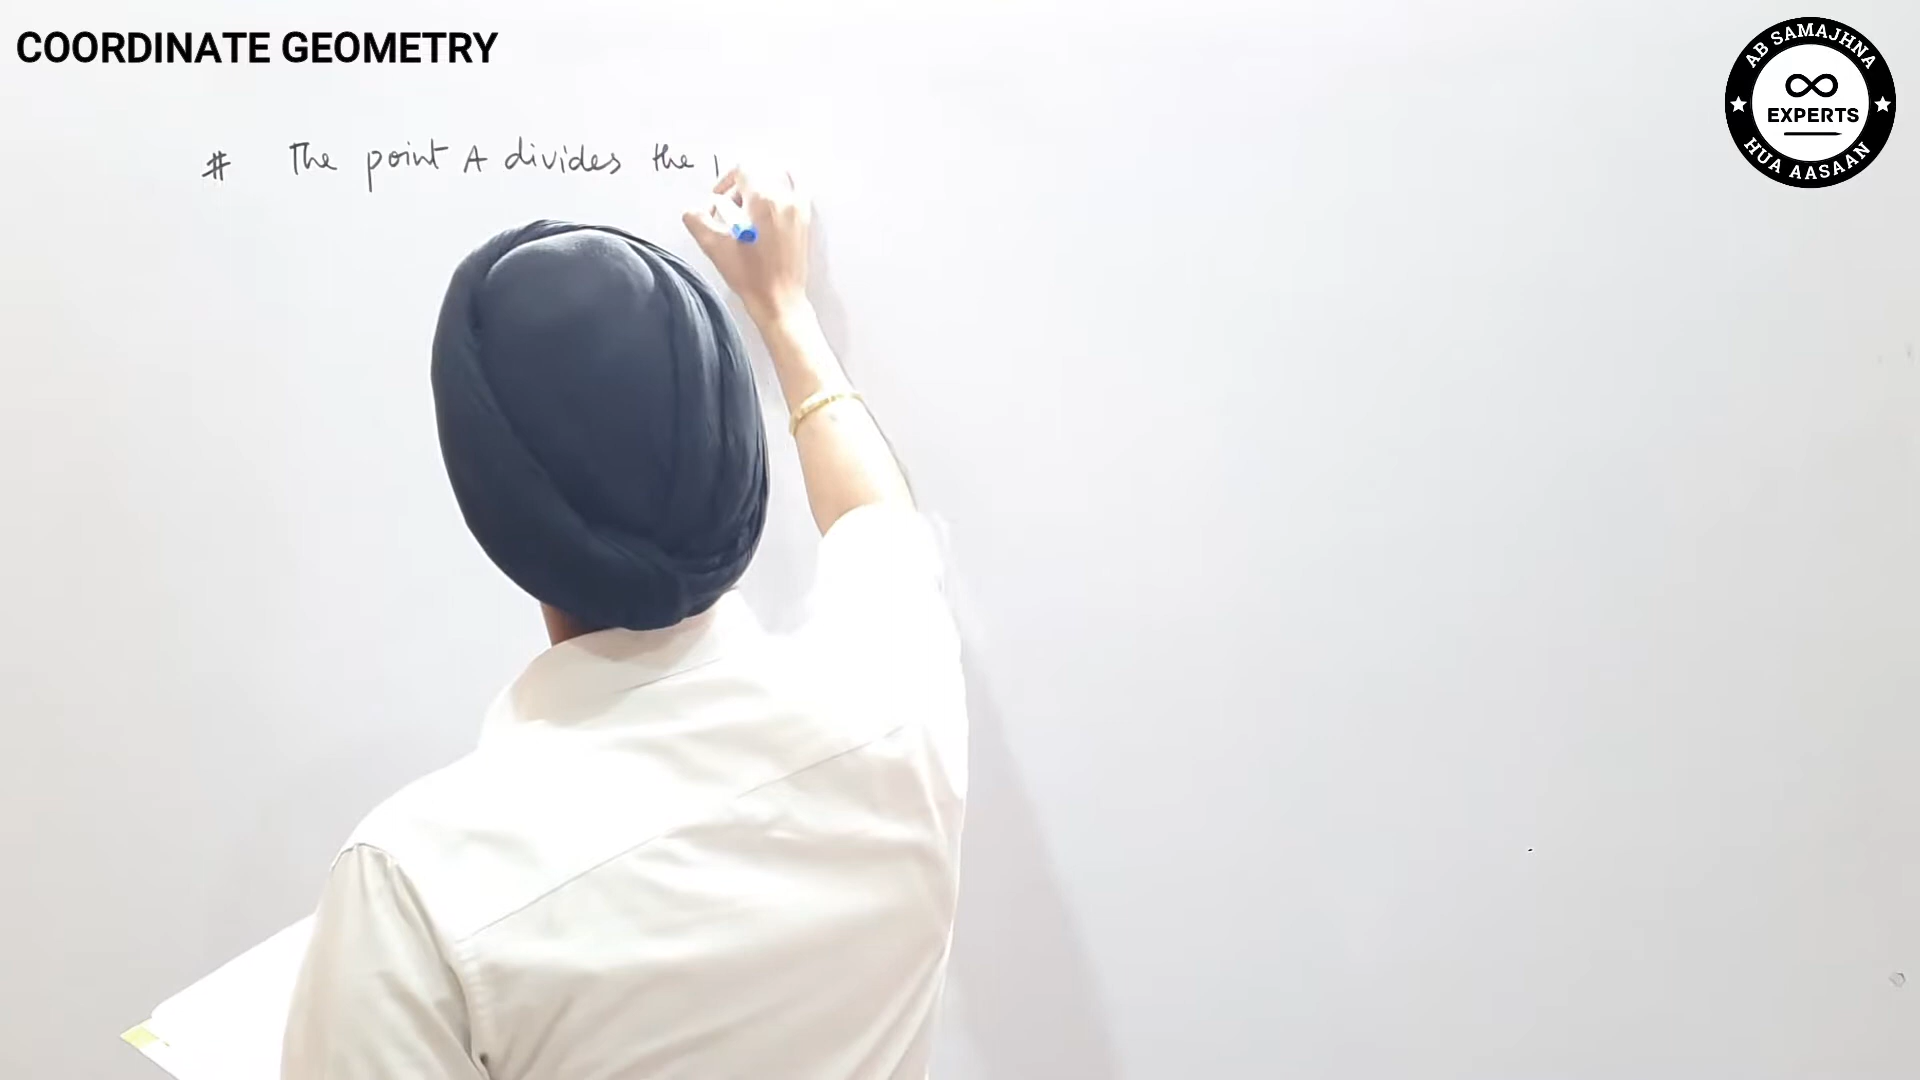 COORDINATE GEOMETRY
AB SAMAJHNA
EXPERTS
HUA AASAAN
# The point A divides the